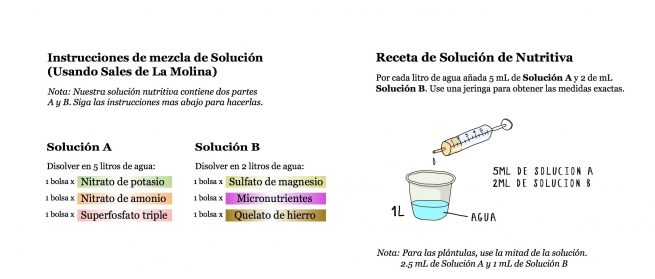 Instrucciones de mezcla de Solución
(Usando Sales de La Molina)
Nota: Nuestra solución nutritiva contiene dos partes
A y B. Siga las instrucciones mas abajo para hacerlas.
Solución A
Disolver en 5 litros de agua:
1 bolsa x Nitrato de potasio
1 bolsa x Nitrato de amonio
1 bolsa x Superfosfato triple
Solución B
Disolver en 2 litros de agua:
1 bolsa x Sulfato de magnesio
1 bolsa x Micronutrientes
1 bolsa x Quelato de hierro
Receta de Solución de Nutritiva
Por cada litro de agua añada 5 mL de Solución A y 2 de mL
Solución B. Use una jeringa para obtener las medidas exactas.
5ML DE SOLUCION A
2ML DE SOLUCION B
1L
AGUA
Nota: Para las plántulas, use la mitad de la solución.
2.5 mL de Solución A y 1 mL de Solución B